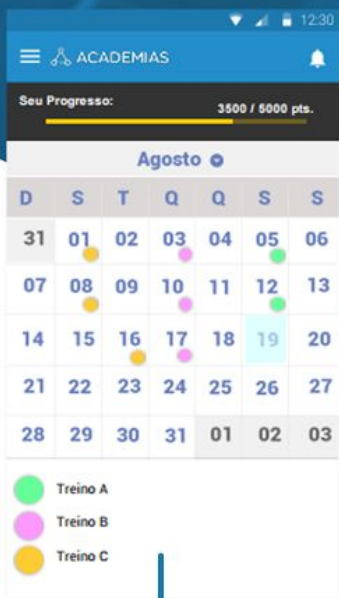 12:30
ACADEMIAS
Seu Progresso: 3500 / 5000 pts.
Agosto
D S T Q Q S S
31 01 02 03 04 05 06
07 08 09 10 11 12 13
14 15 16 17 18 19 20
21 22 23 24 25 26 27
28 29 30 31 01 02 03
Treino A
Treino B
Treino C